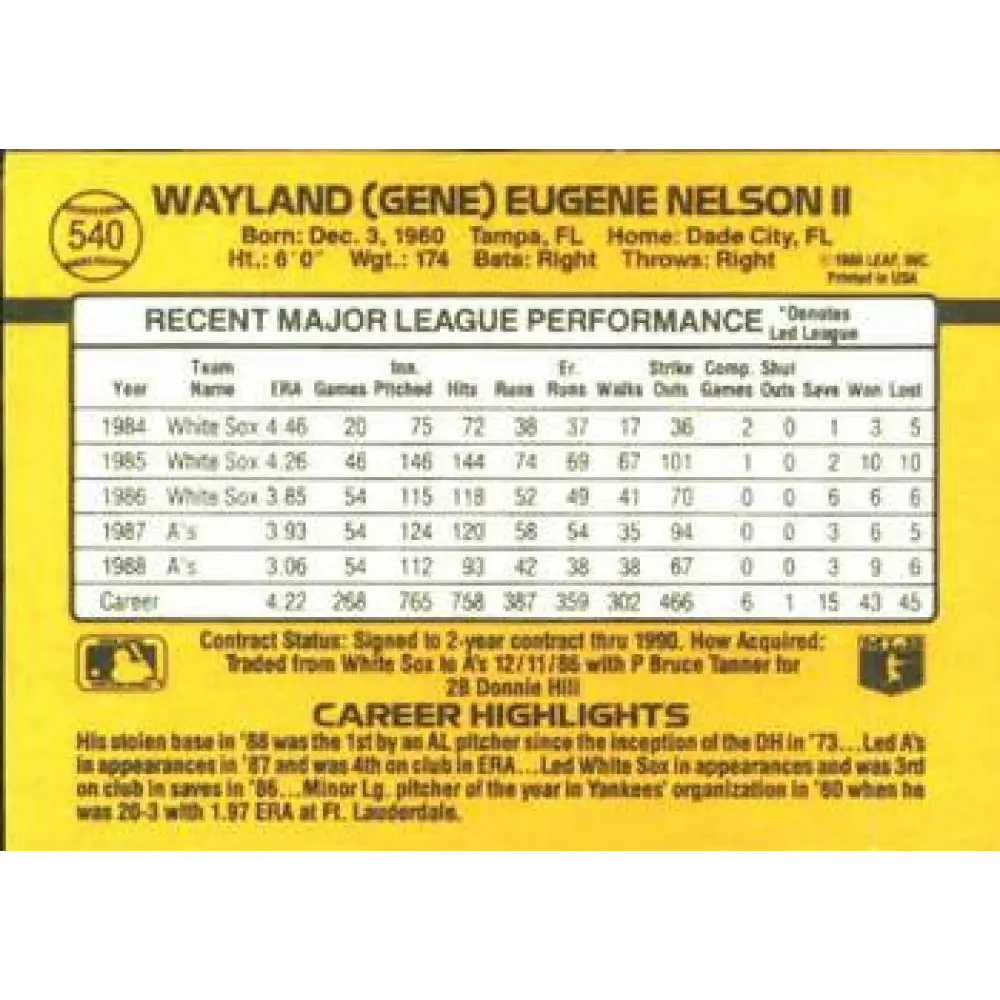 540
WAYLAND (GENE) EUGENE NELSON II
Born: Dec. 3, 1960 Tampa, FL Home: Dade City, FL
Ht.: 6' 0" Wgt.: 174 Bats: Right Throws: Right
© 1988 LEAF, INC.
Printed in USA
RECENT MAJOR LEAGUE PERFORMANCE *Denotes Led League
Year Team Name ERA Games Inn. Pitched Hits Runs Er. Runs Walks Strike Outs Comp. Games Shut Outs Save Won Lost
1984 White Sox 4.46 20 75 72 38 37 17 36 2 0 1 3 5
1985 White Sox 4.26 46 146 144 74 69 67 101 1 0 2 10 10
1986 White Sox 3.85 54 115 118 52 49 41 70 0 0 6 6 6
1987 A's 3.93 54 124 120 58 54 35 94 0 0 3 6 5
1988 A's 3.06 54 112 93 42 38 38 67 0 0 3 9 6
Career 4.22 268 765 758 387 359 302 466 6 1 15 43 45
Contract Status: Signed to 2-year contract thru 1990. How Acquired:
Traded from White Sox to A's 12/11/86 with P Bruce Tanner for
2B Donnie Hill
CAREER HIGHLIGHTS
His stolen base in '88 was the 1st by an AL pitcher since the inception of the DH in '73...Led A's
in appearances in '87 and was 4th on club in ERA...Led White Sox in appearances and was 3rd
on club in saves in '86...Minor Lg. pitcher of the year in Yankees' organization in '80 when he
was 20-3 with 1.97 ERA at Ft. Lauderdale.